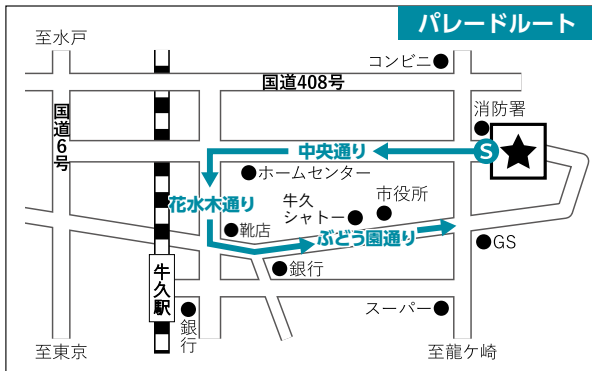 パレードルート
至水戸
コンビニ
国道408号
国道6号
消防署
S
中央通り
ホームセンター
花水木通り
牛久
シャトー
市役所
靴店
ぶどう園通り
GS
銀行
牛久駅
銀行
スーパー
至東京
至龍ケ崎